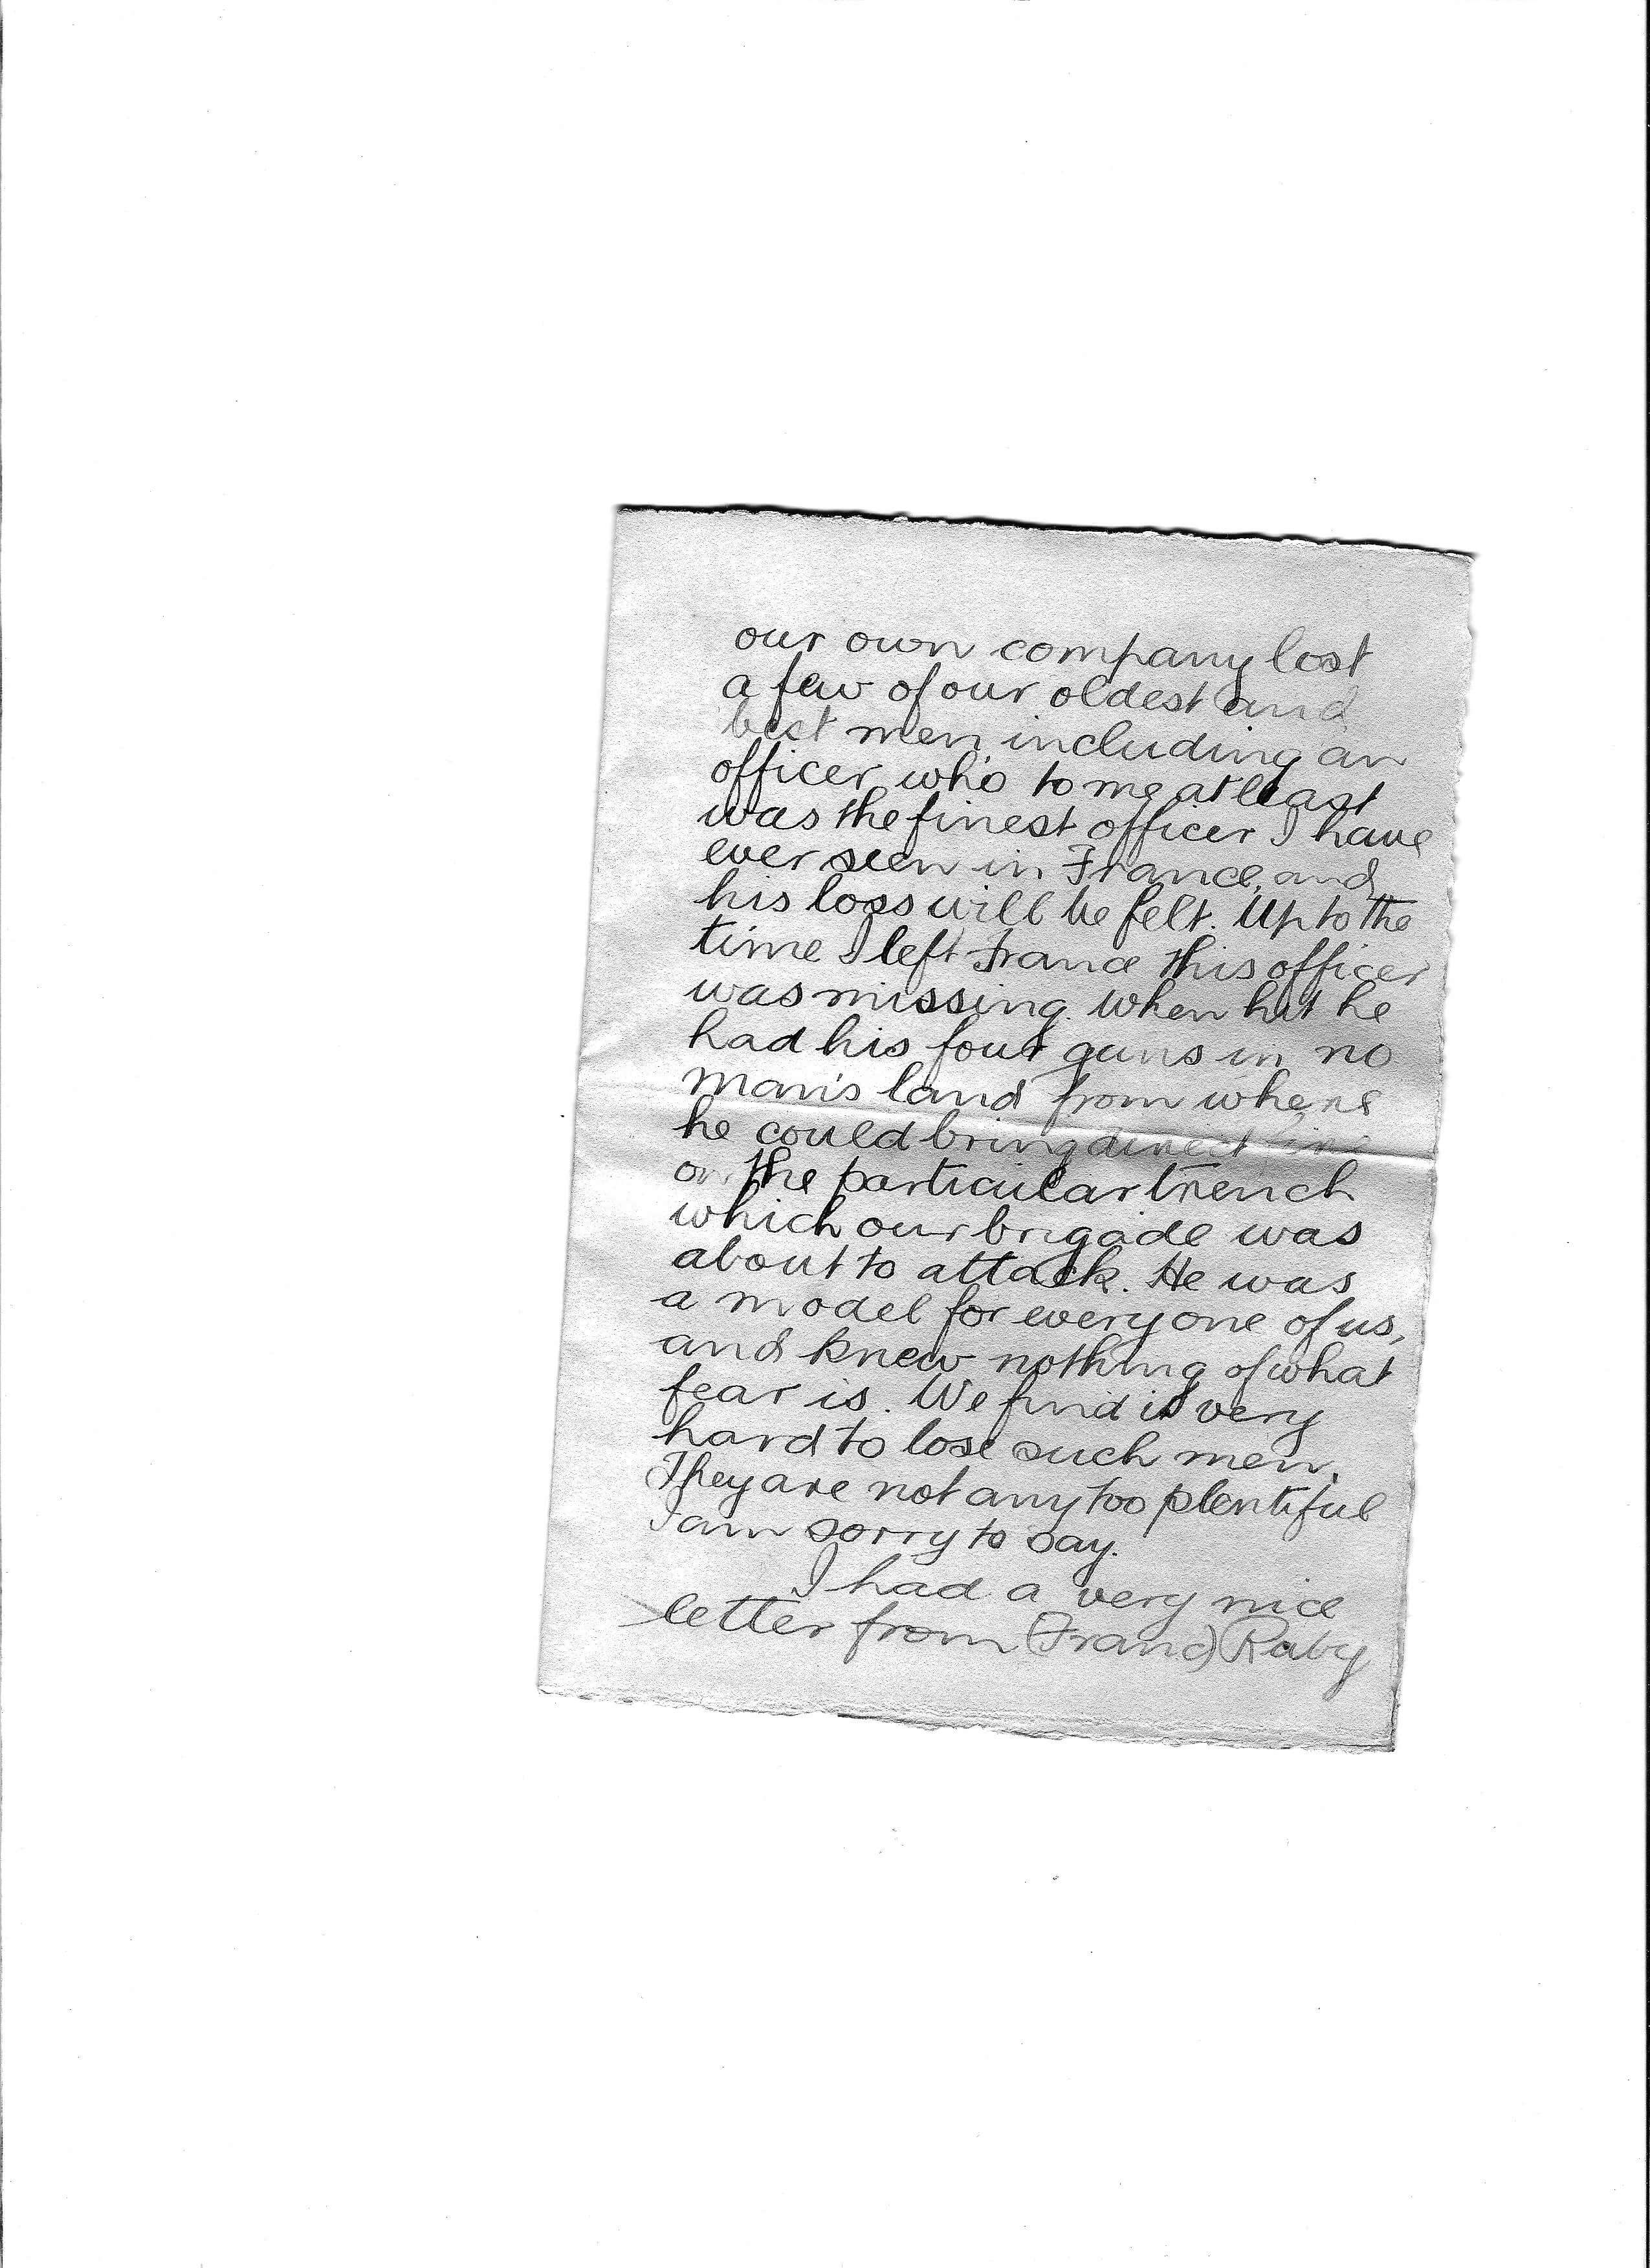 our own company lost
a few of our oldest and
best men, including an
officer, who to me at least
was the finest officer I have
ever seen in France, and
his loss will be felt. Up to the
time I left France this officer
was missing. When hit he
had his four guns in no
man's land from where
he could bring direct fire
on the particular trench
which our brigade was
about to attack. He was
a model for every one of us,
and knew nothing of what
fear is. We find it very
hard to lose such men.
They are not any too plentiful
I am sorry to say.
I had a very nice
letter from Ruby